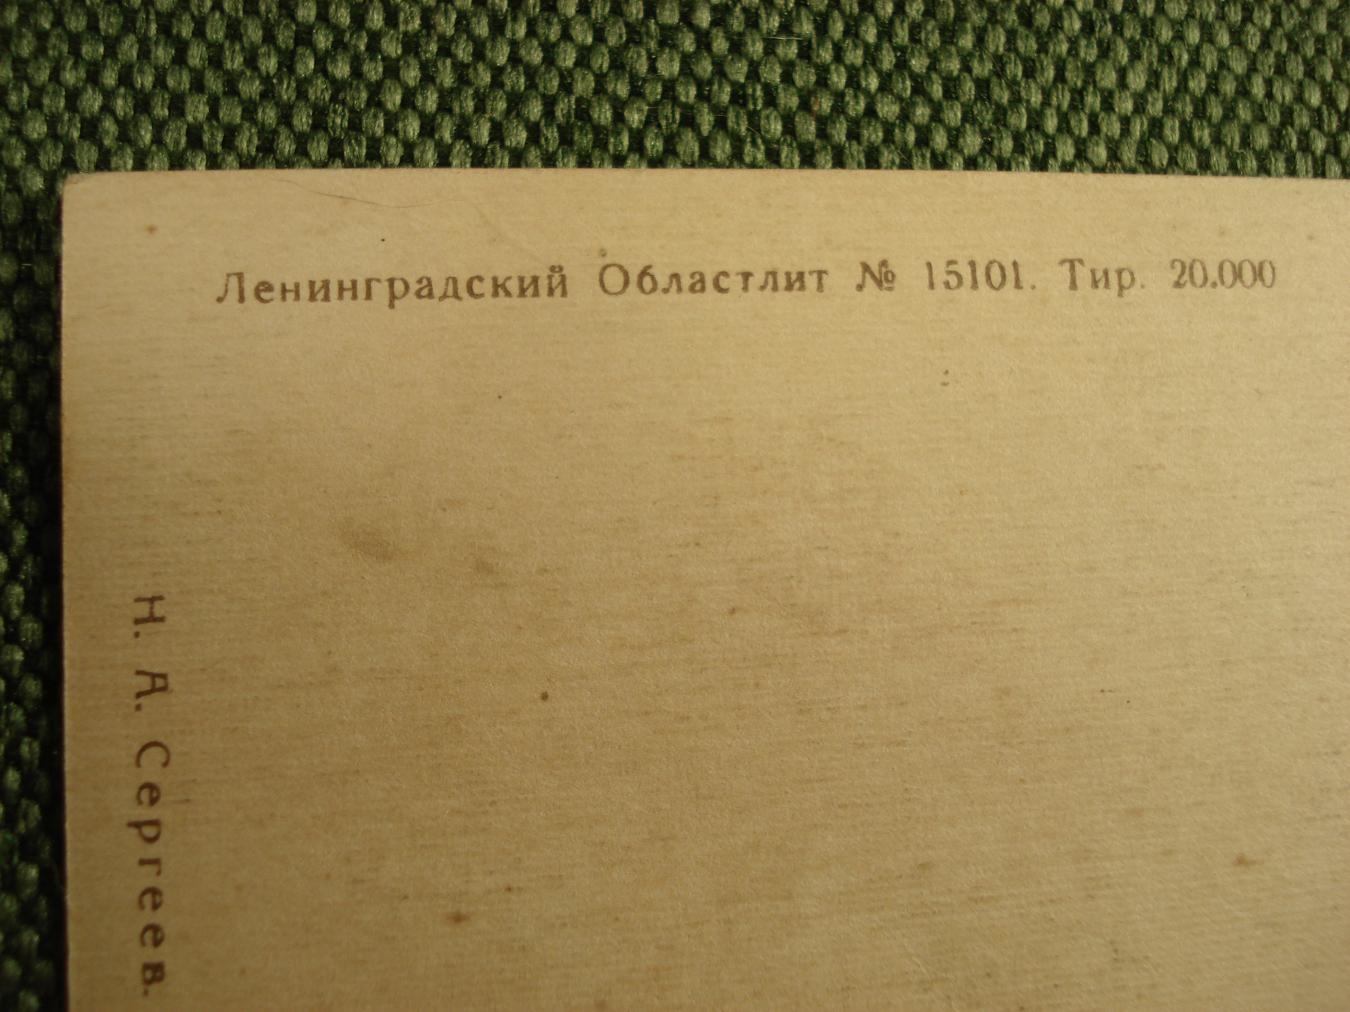 Ленинградский Областлит № 15101. Тир. 20.000
Н. А. Сергеев.